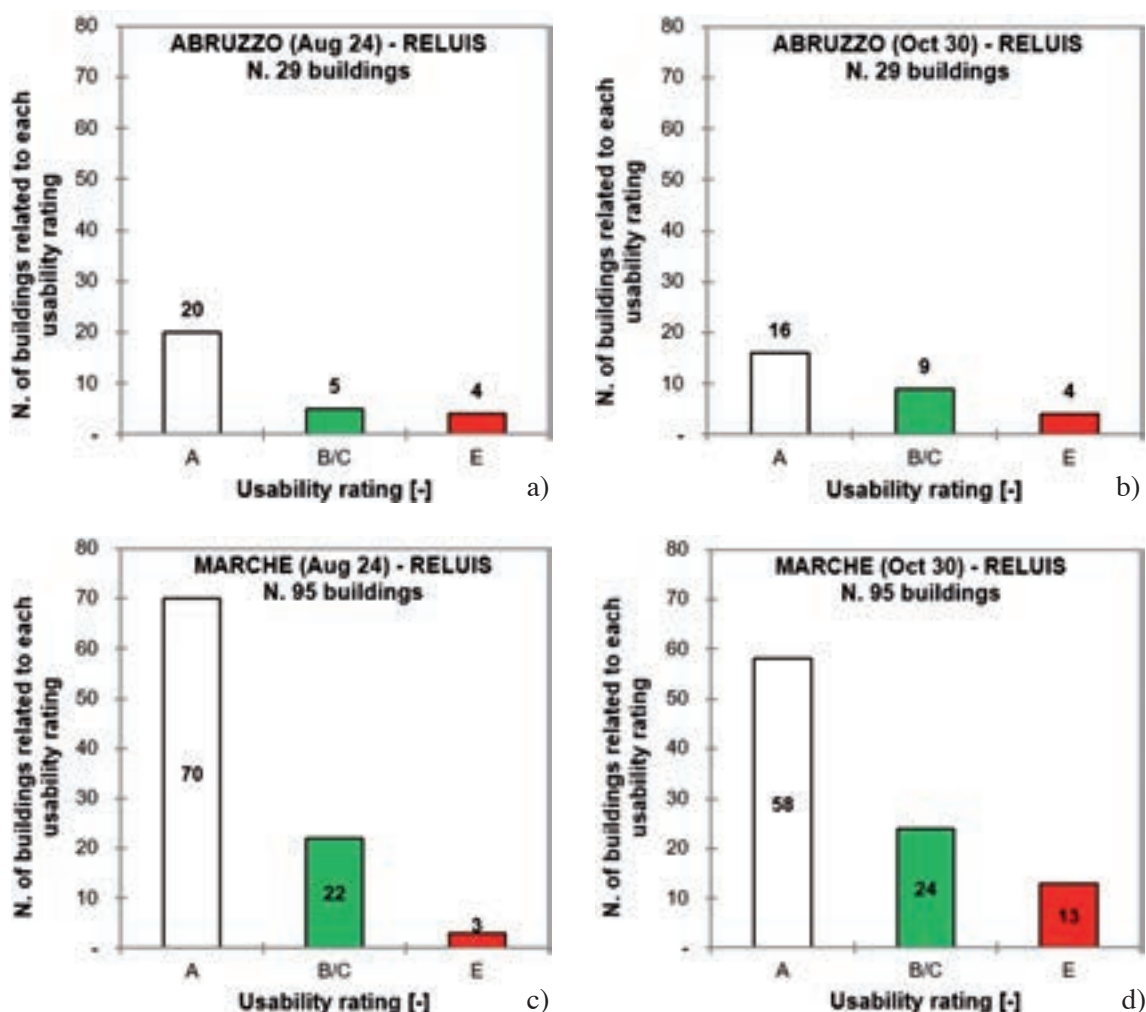 ABRUZZO (Aug 24) - RELUIS
N. 29 buildings
N. of buildings related to each
usability rating
80
70
60
50
40
30
20
10
-
20
5
4
A
B/C
E
Usability rating [-]
a)
ABRUZZO (Oct 30) - RELUIS
N. 29 buildings
N. of buildings related to each
usability rating
80
70
60
50
40
30
20
10
-
16
9
4
A
B/C
E
Usability rating [-]
b)
MARCHE (Aug 24) - RELUIS
N. 95 buildings
N. of buildings related to each
usability rating
80
70
60
50
40
30
20
10
-
70
22
3
A
B/C
E
Usability rating [-]
c)
MARCHE (Oct 30) - RELUIS
N. 95 buildings
N. of buildings related to each
usability rating
80
70
60
50
40
30
20
10
-
58
24
13
A
B/C
E
Usability rating [-]
d)